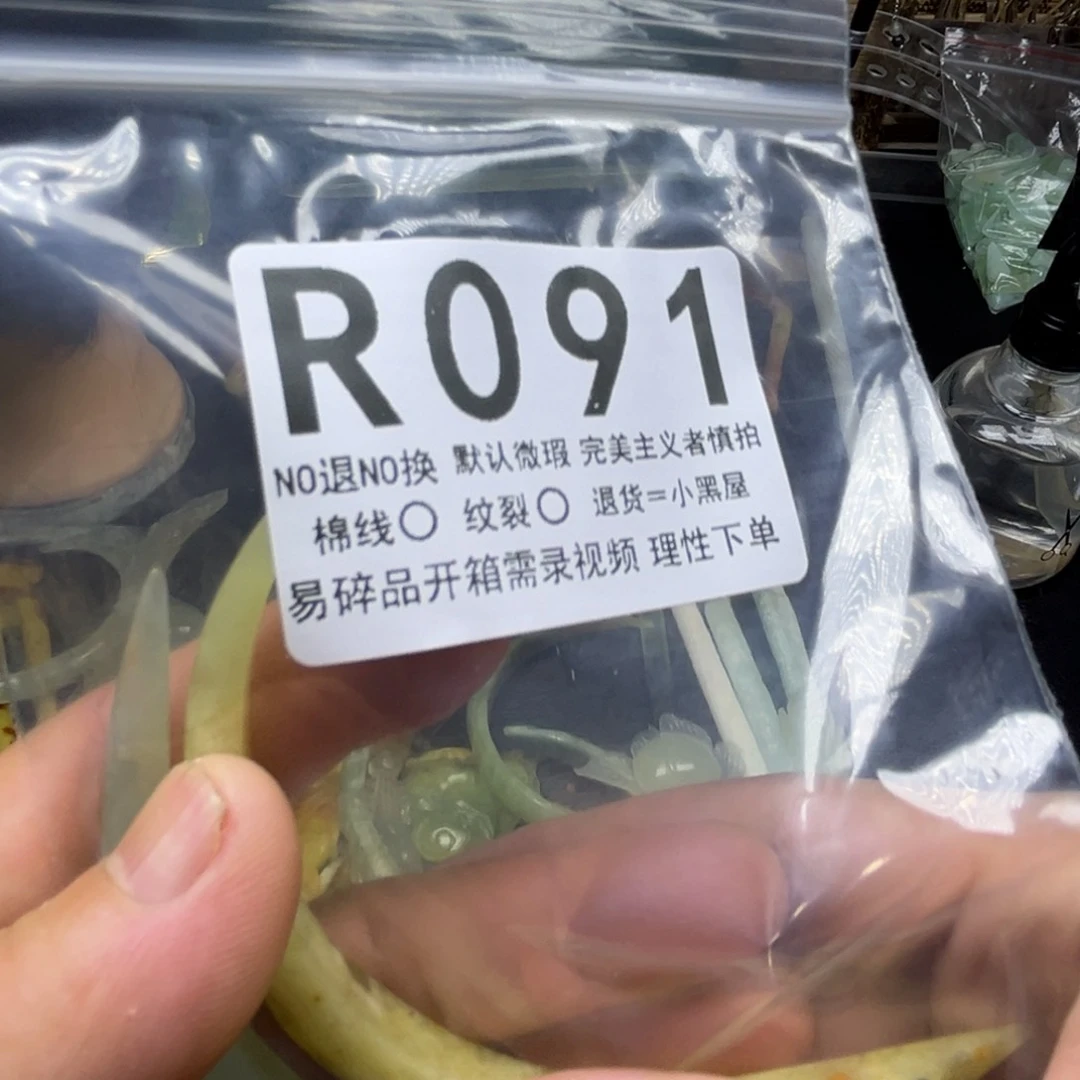 R091
NO退NO换 默认微瑕 完美主义者慎拍
棉线○ 纹裂○ 退货=小黑屋
易碎品开箱需录视频 理性下单